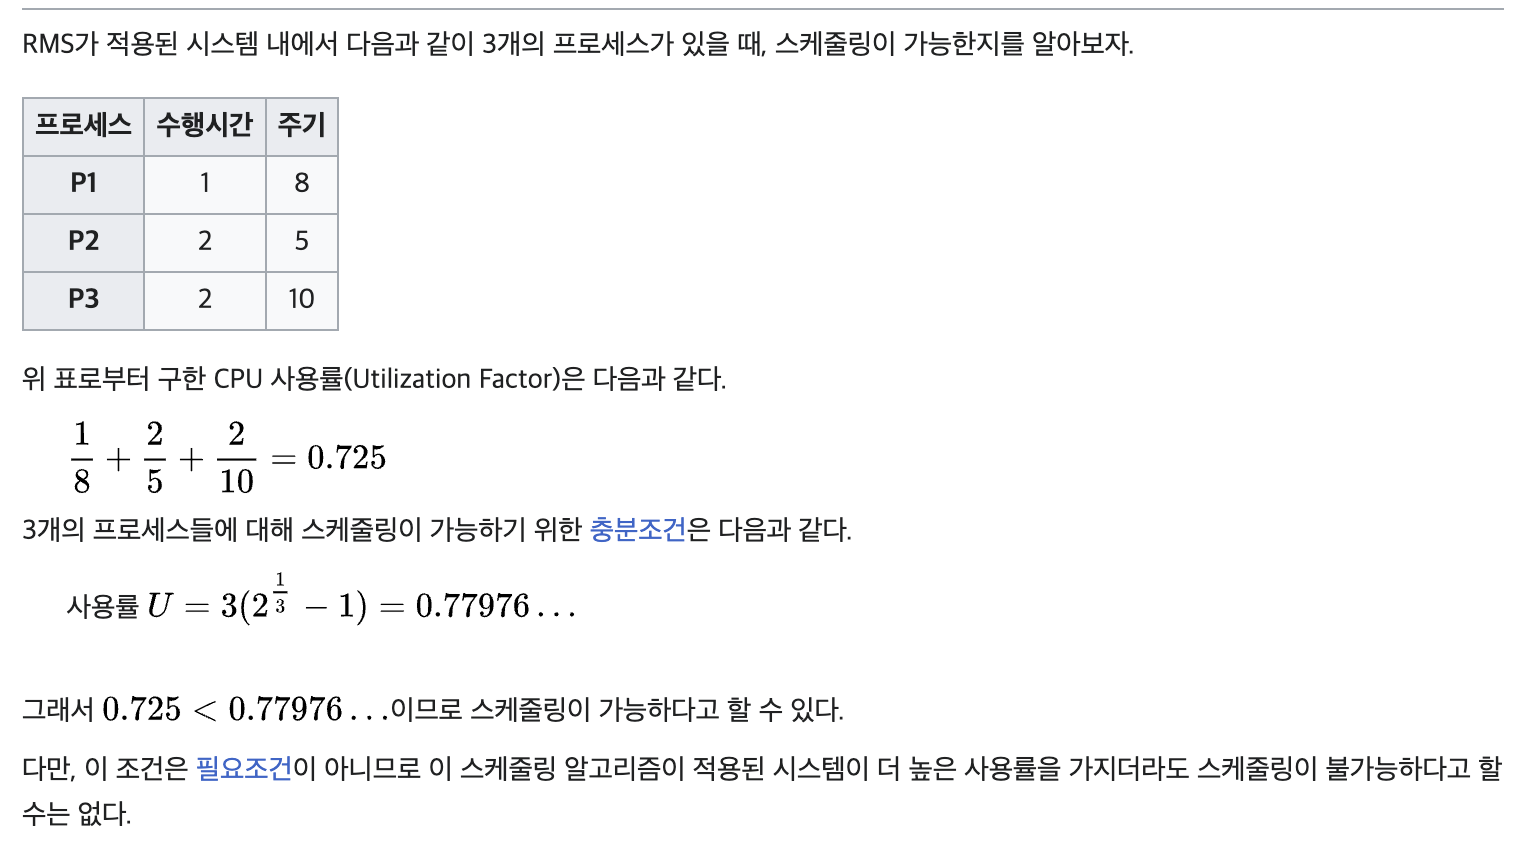 RMS가 적용된 시스템 내에서 다음과 같이 3개의 프로세스가 있을 때, 스케줄링이 가능한지를 알아보자.
프로세스 수행시간 주기
P1 1 8
P2 2 5
P3 2 10
위 표로부터 구한 CPU 사용률(Utilization Factor)은 다음과 같다.
1/8 + 2/5 + 2/10 = 0.725
3개의 프로세스들에 대해 스케줄링이 가능하기 위한 충분조건은 다음과 같다.
사용률 U = 3(2^{1/3} − 1) = 0.77976...
그래서 0.725 < 0.77976...이므로 스케줄링이 가능하다고 할 수 있다.
다만, 이 조건은 필요조건이 아니므로 이 스케줄링 알고리즘이 적용된 시스템이 더 높은 사용률을 가지더라도 스케줄링이 불가능하다고 할
수는 없다.